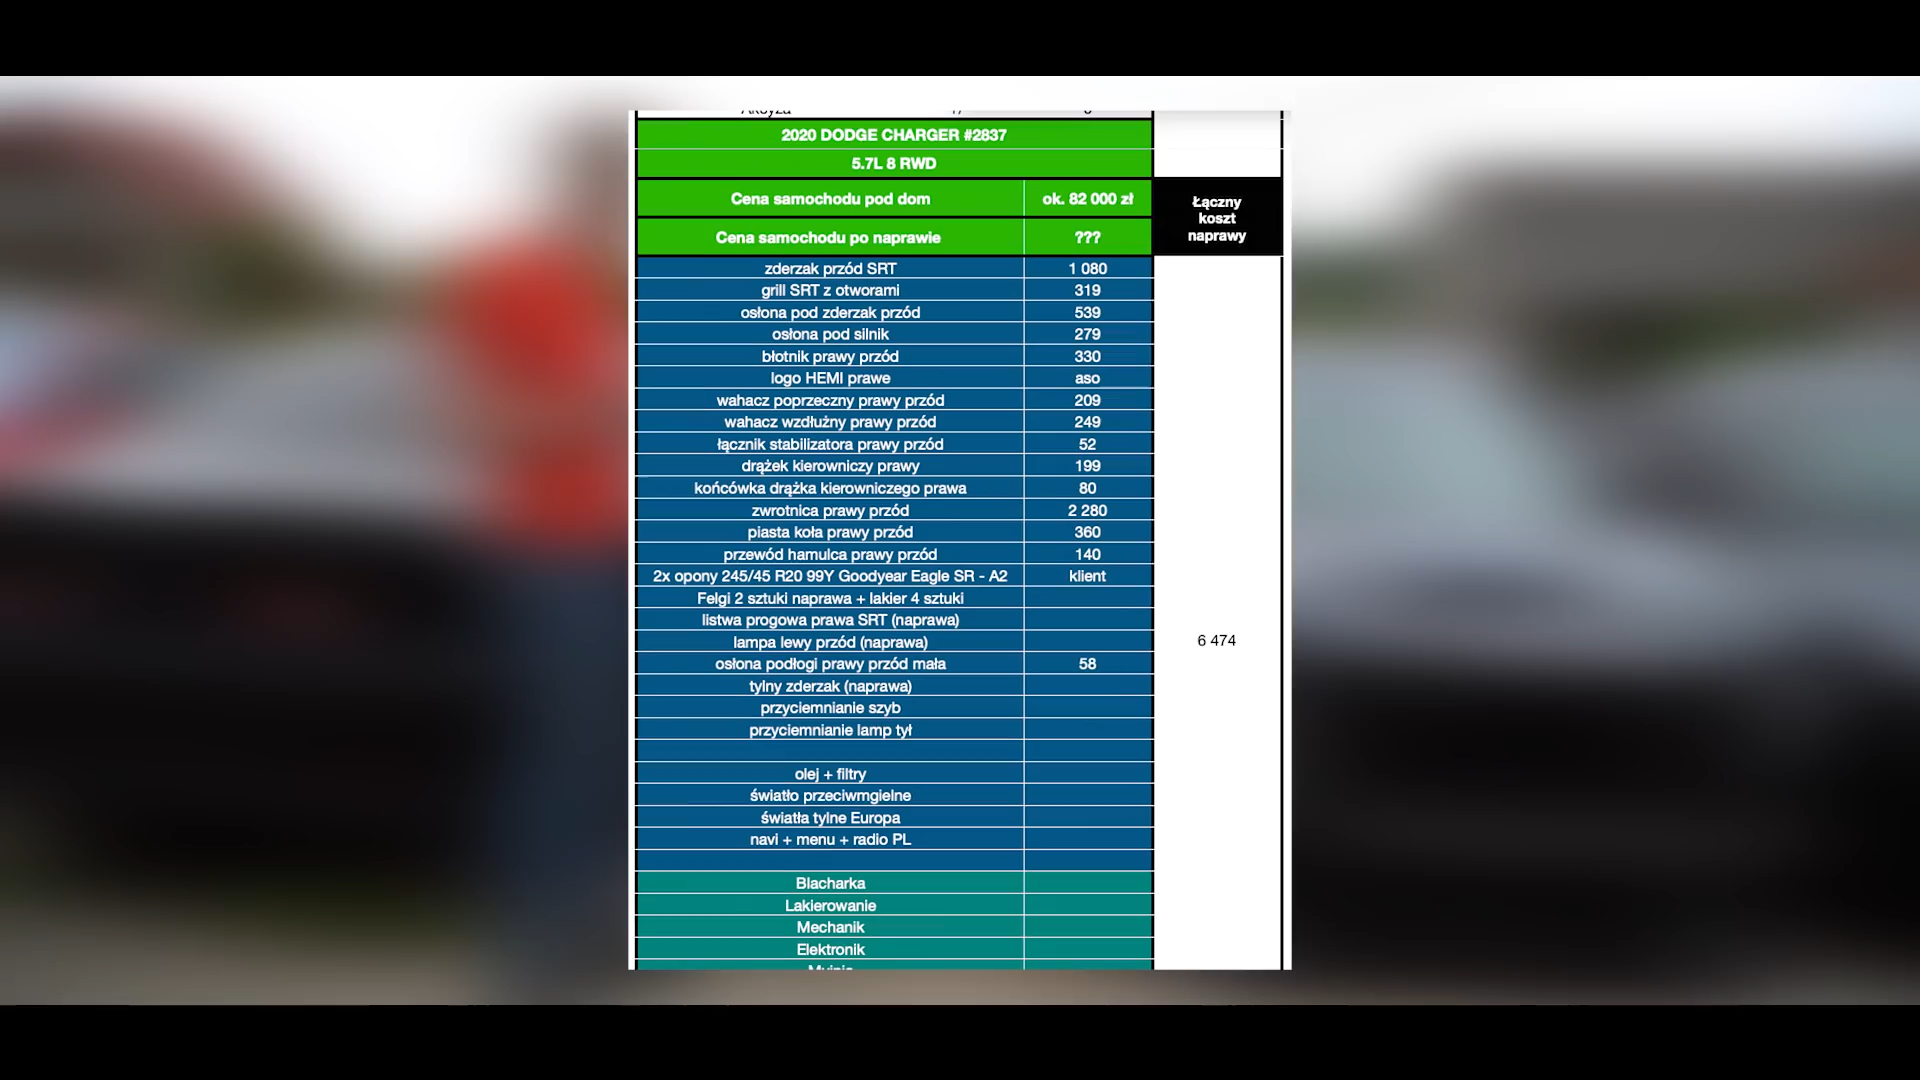 2020 DODGE CHARGER #2837
5.7L 8 RWD
Cena samochodu pod dom ok. 82 000 zł
Łączny
koszt
naprawy
Cena samochodu po naprawie ???
zderzak przód SRT 1 080
grill SRT z otworami 319
osłona pod zderzak przód 539
osłona pod silnik 279
błotnik prawy przód 330
logo HEMI prawe aso
wahacz poprzeczny prawy przód 209
wahacz wzdłużny prawy przód 249
łącznik stabilizatora prawy przód 52
drążek kierowniczy prawy 199
końcówka drążka kierowniczego prawa 80
zwrotnica prawy przód 2 280
piasta koła prawy przód 360
przewód hamulca prawy przód 140
2x opony 245/45 R20 99Y Goodyear Eagle SR - A2 klient
Felgi 2 sztuki naprawa + lakier 4 sztuki
listwa progowa prawa SRT (naprawa)
lampa lewy przód (naprawa)
6 474
osłona podłogi prawy przód mała 58
tylny zderzak (naprawa)
przyciemnianie szyb
przyciemnianie lamp tył
olej + filtry
światło przeciwmgielne
światła tylne Europa
navi + menu + radio PL
Blacharka
Lakierowanie
Mechanik
Elektronik